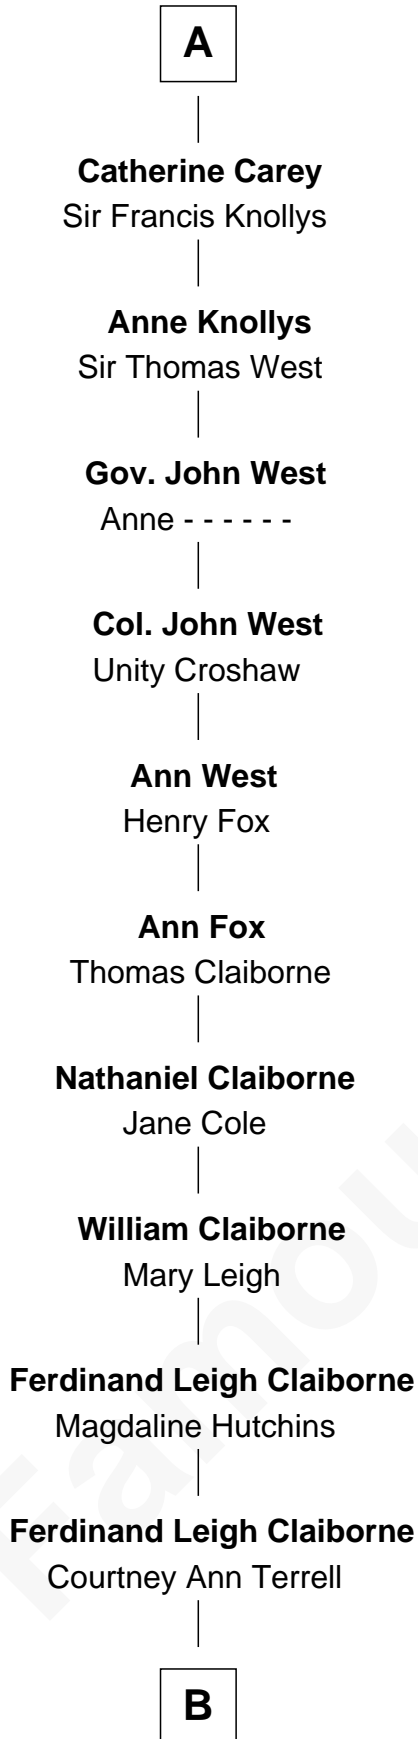 A
Catherine Carey
Sir Francis Knollys
Anne Knollys
Sir Thomas West
Gov. John West
Anne - - - - - -
Col. John West
Unity Croshaw
Ann West
Henry Fox
Ann Fox
Thomas Claiborne
Nathaniel Claiborne
Jane Cole
William Claiborne
Mary Leigh
Ferdinand Leigh Claiborne
Magdaline Hutchins
Ferdinand Leigh Claiborne
Courtney Ann Terrell
B
Famou